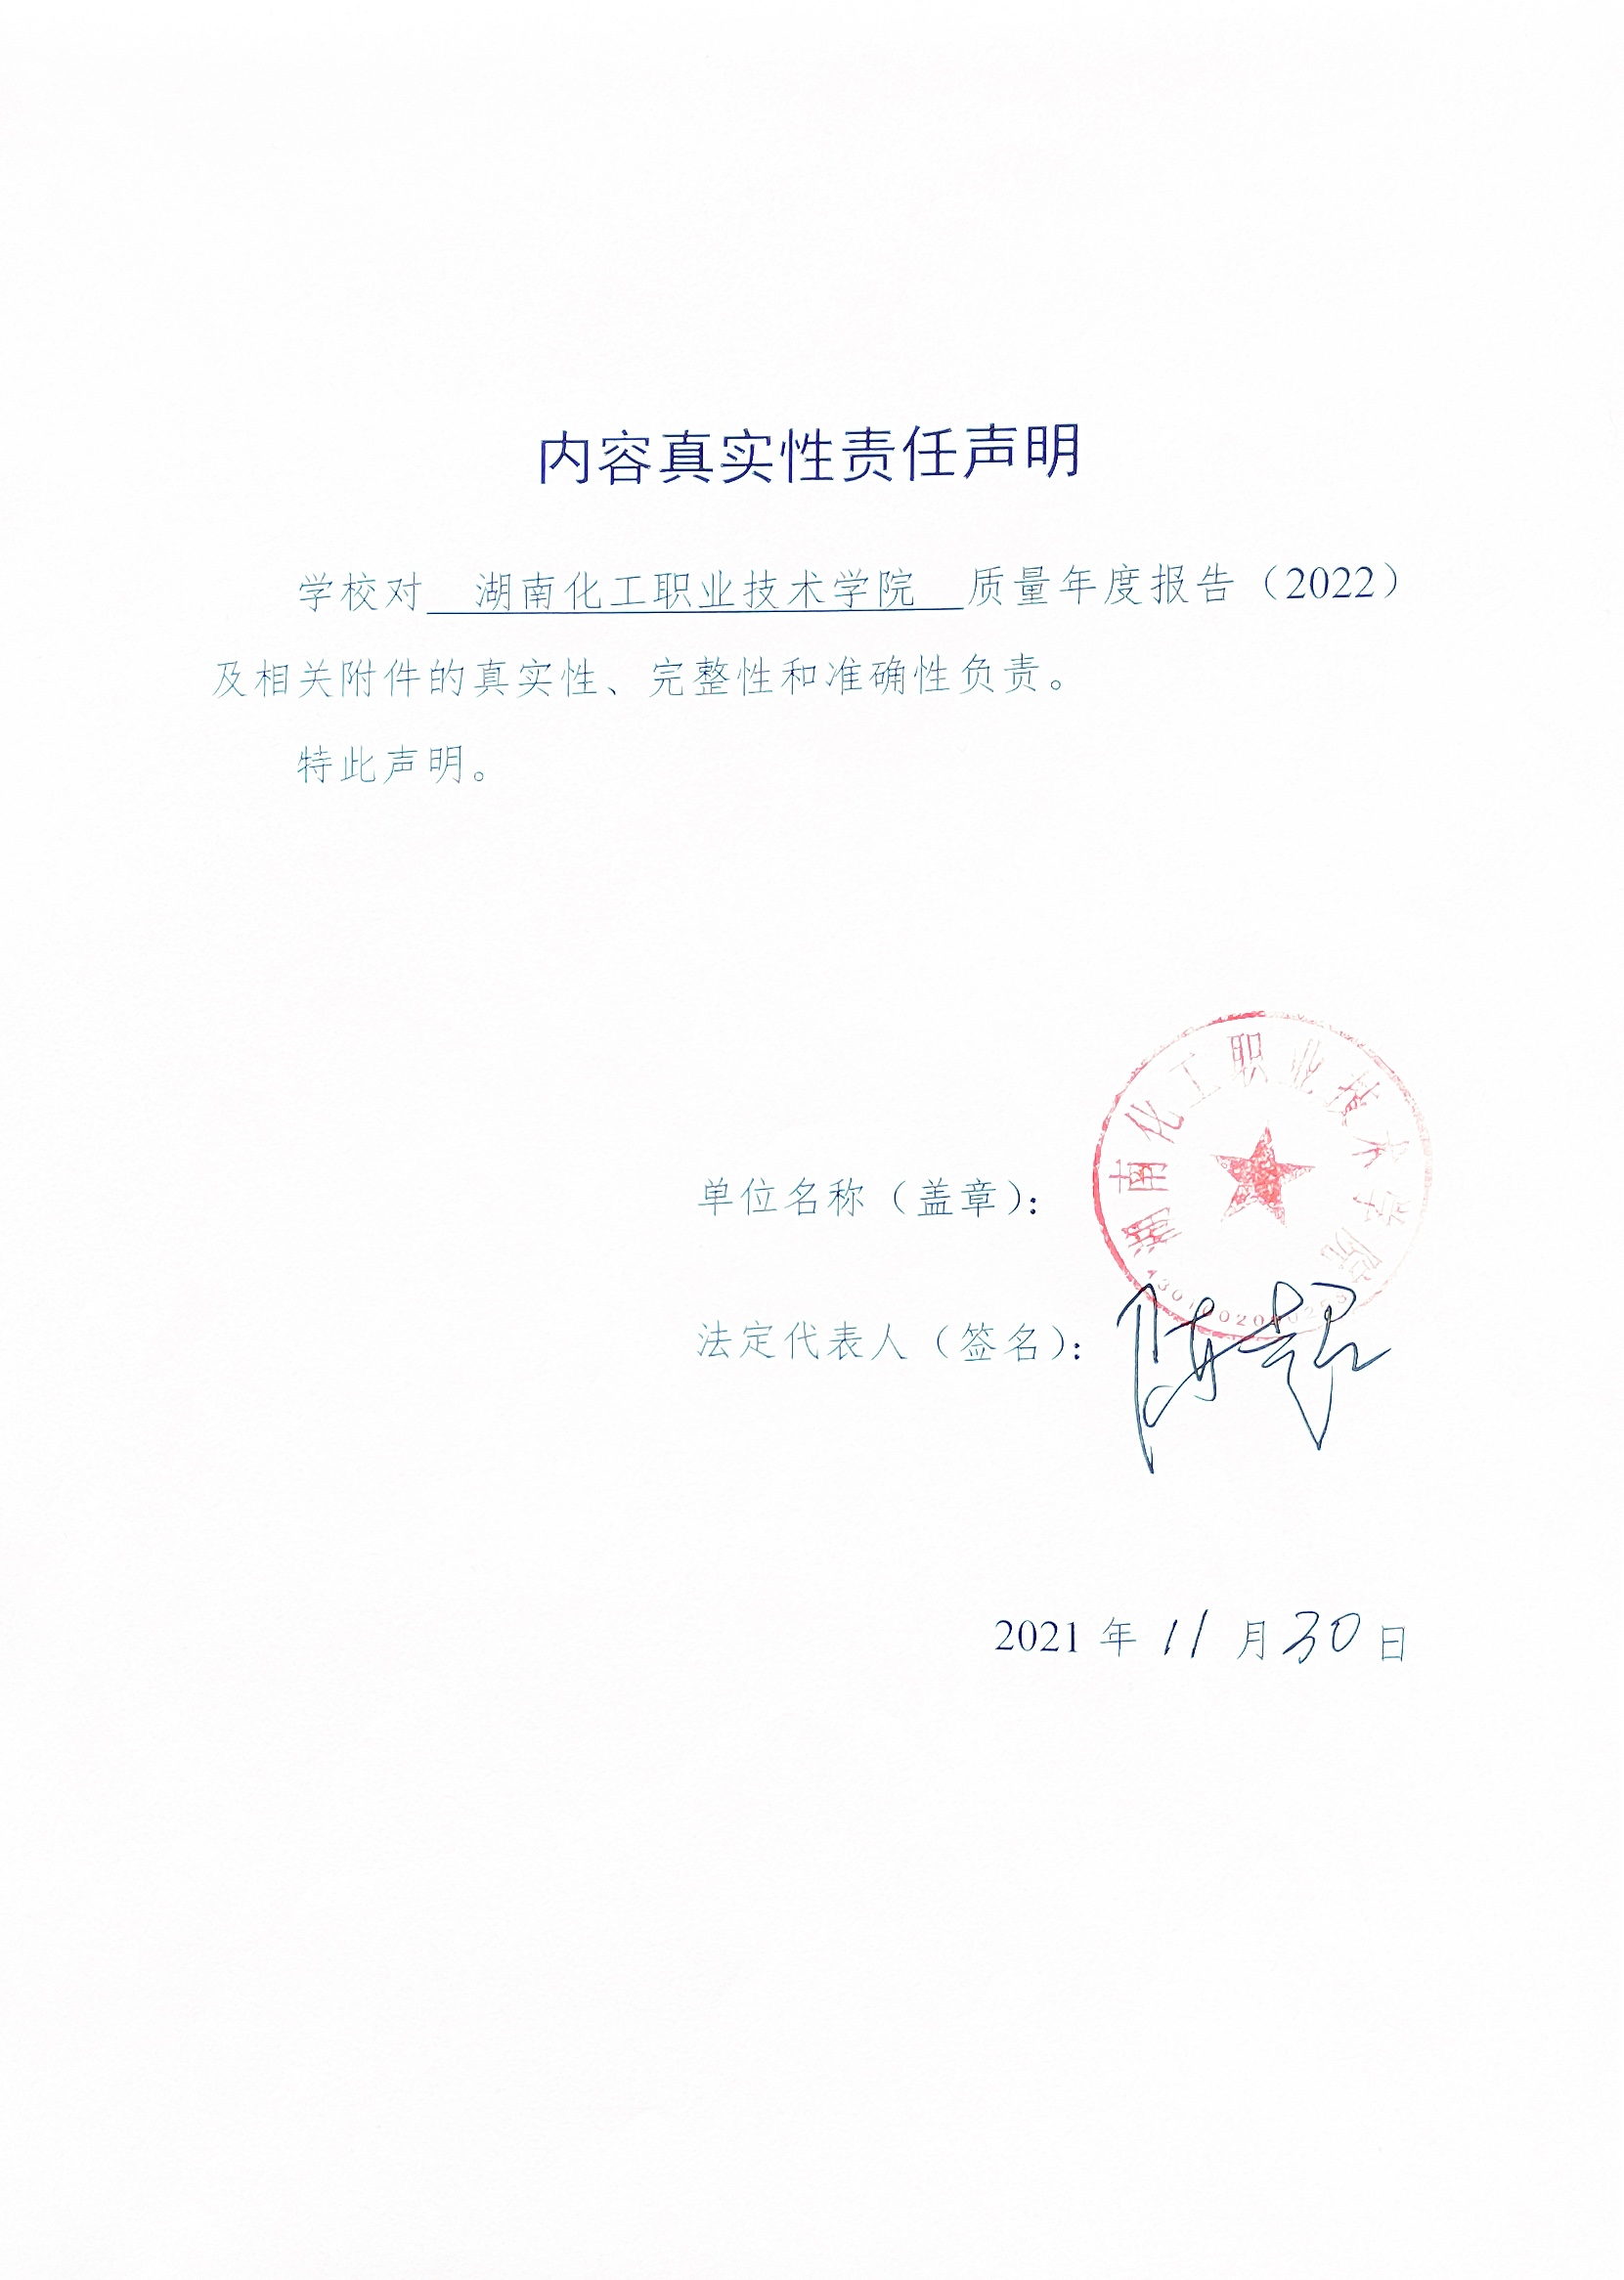 内容真实性责任声明
学校对 湖南化工职业技术学院 质量年度报告（2022）
及相关附件的真实性、完整性和准确性负责。
特此声明。
湖南化工职业技术学院
单位名称（盖章）：
法定代表人（签名）：
2021 年 11 月 30 日